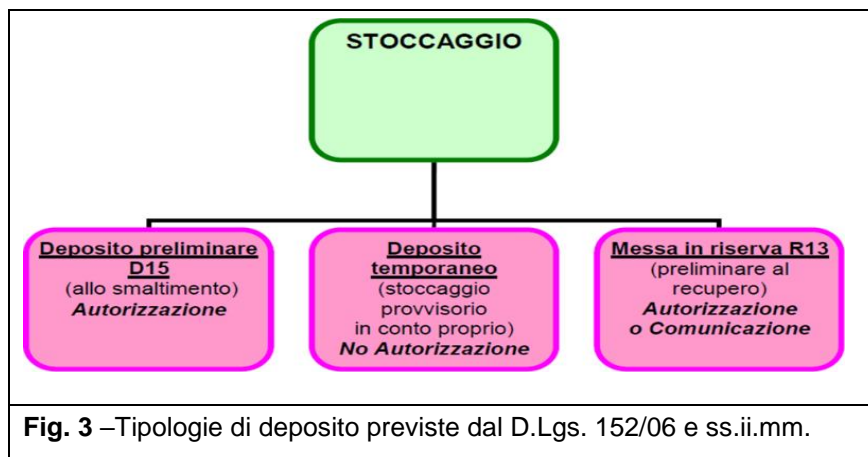 STOCCAGGIO
Deposito preliminare
D15
(allo smaltimento)
Autorizzazione
Deposito
temporaneo
(stoccaggio
provvisorio
in conto proprio)
No Autorizzazione
Messa in riserva R13
(preliminare al
recupero)
Autorizzazione
o Comunicazione
Fig. 3 –Tipologie di deposito previste dal D.Lgs. 152/06 e ss.ii.mm.